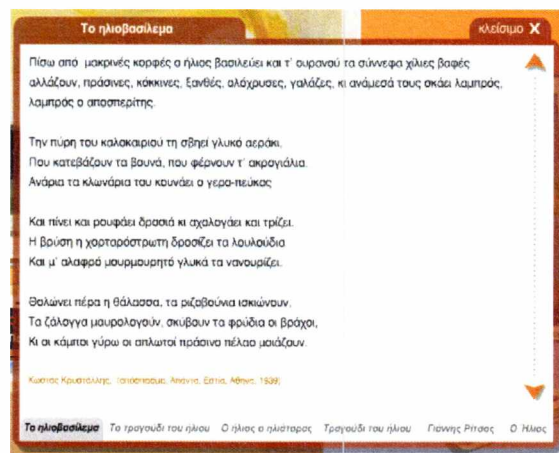 Το ηλιοβασίλεμα
κλείσιμο X
Πίσω από μακρινές κορφές ο ήλιος βασιλεύει και τ' ουρανού τα σύννεφα χίλιες βαφές
αλλάζουν, πράσινες, κόκκινες, ξανθές, ολόχρυσες, γαλάζες, κι ανάμεσά τους σκάει λαμπρός,
λαμπρός ο αποσπερίτης.
Την πύρη του καλοκαιριού τη σβηεί γλυκό αεράκι,
Που κατεβάζουν τα βουνά, που φέρνουν τ' ακρογιάλια.
Ανάρια τα κλωνάρια του κουνάει ο γερο-πεύκος
Και πίνει και ρουφάει δροσιά κι αχολογάει και τρίζει.
Η βρύση η χορταρόστρωτη δροσίζει τα λουλούδια
Και μ' αλαφρό μουρμουρητό γλυκά τα νανουρίζει.
Θολώνει πέρα η θάλασσα, τα ριζοβούνια ισκιώνουν,
Τα ζάλογγα μαυρολογούν, σκύβουν τα φρύδια οι βράχοι,
Κι οι κάμποι γύρω οι απλωτοί πράσινο πέλαο μοιάζουν.
Κώστας Κρυστάλλης, Απόσπασμα, Άπαντα, Εστία, Αθήνα, 1939;
Το ηλιοβασίλεμα Το τραγούδι του ήλιου Ο ήλιος ο ηλιάτορας Τραγούδι του ήλιου Γιάννης Ρίτσος Ο Ήλιος